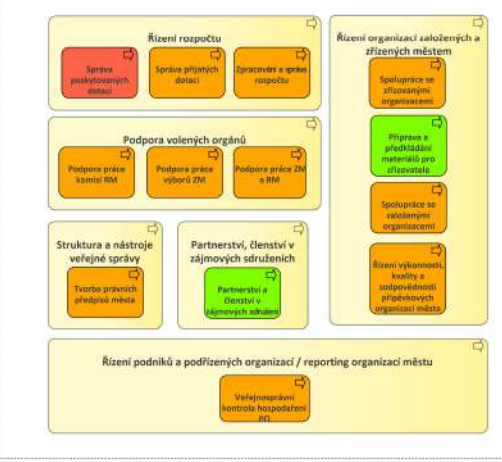 Řízení rozpočtu
Správa
poskytovaných
dotací
Správa přijatých
dotací
Zpracování a správa
rozpočtu
Podpora volených orgánů
Podpora práce
komisí RM
Podpora práce
výborů ZM
Podpora práce ZM
a RM
Struktura a nástroje
veřejné správy
Tvorba právních
předpisů města
Partnerství, členství v
zájmových sdruženích
Partnerství a
členství v
zájmových sdružení
Řízení organizací založených a
zřízených městem
Spolupráce se
zřizovanými
organizacemi
Příprava a
předkládání
materiálů pro
zřizovatele
Spolupráce se
založenými
organizacemi
Řízení výkonnosti,
kvality a
zodpovědnosti
příspěvkových
organizací města
Řízení podniků a podřízených organizací / reporting organizací městu
Veřejnosprávní
kontrola hospodaření
PO